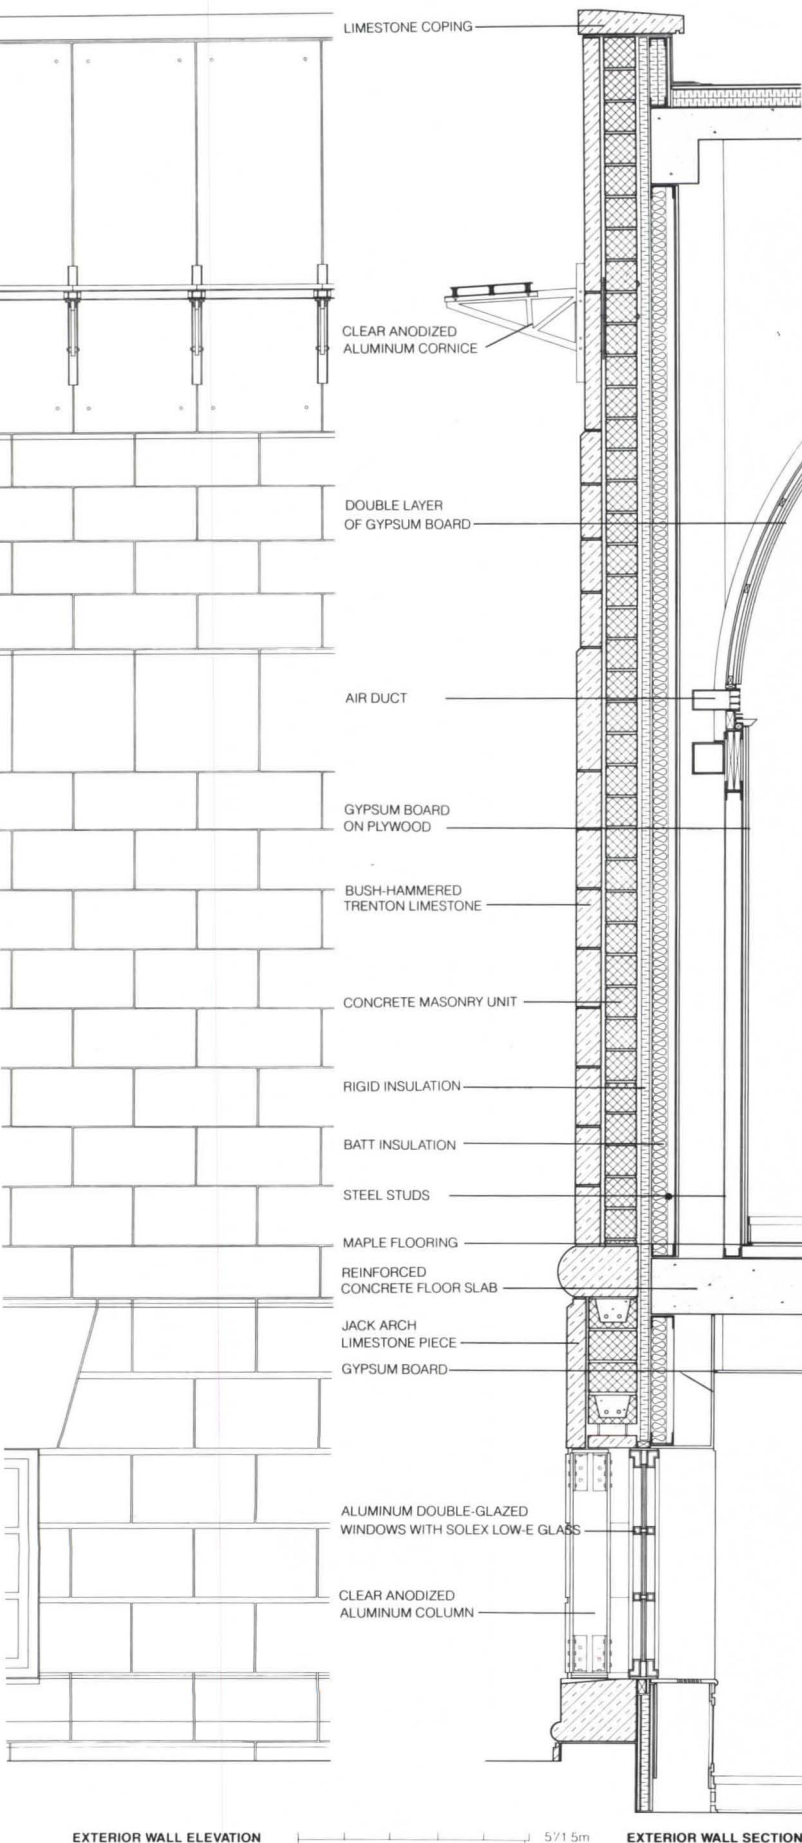 LIMESTONE COPING
CLEAR ANODIZED
ALUMINUM CORNICE
DOUBLE LAYER
OF GYPSUM BOARD
AIR DUCT
GYPSUM BOARD
ON PLYWOOD
BUSH-HAMMERED
TRENTON LIMESTONE
CONCRETE MASONRY UNIT
RIGID INSULATION
BATT INSULATION
STEEL STUDS
MAPLE FLOORING
REINFORCED
CONCRETE FLOOR SLAB
JACK ARCH
LIMESTONE PIECE
GYPSUM BOARD
ALUMINUM DOUBLE-GLAZED
WINDOWS WITH SOLEX LOW-E GLASS
CLEAR ANODIZED
ALUMINUM COLUMN
EXTERIOR WALL ELEVATION
5'/1.5m
EXTERIOR WALL SECTION